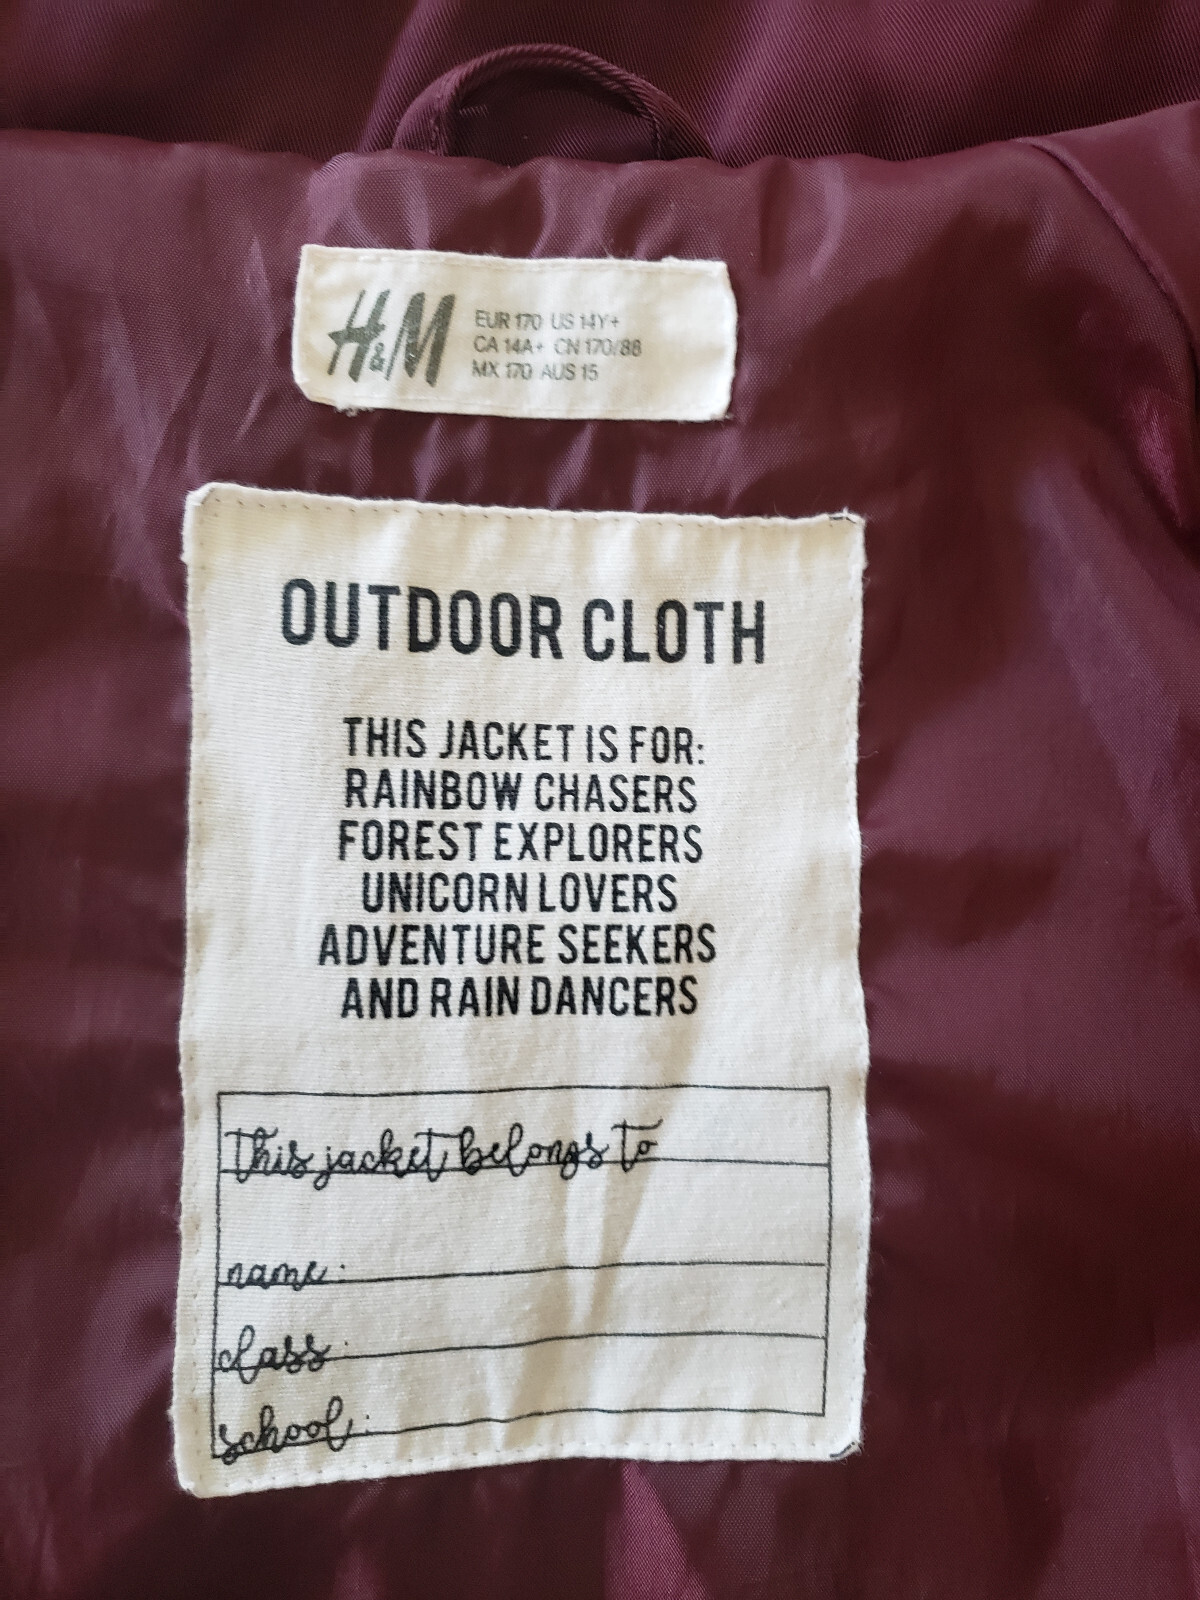 H&M
EUR 170 US 14Y+
CA 14A+ CN 170/88
MX 170 AUS 15
OUTDOOR CLOTH
THIS JACKET IS FOR:
RAINBOW CHASERS
FOREST EXPLORERS
UNICORN LOVERS
ADVENTURE SEEKERS
AND RAIN DANCERS
This jacket belongs to
name:
class:
school: